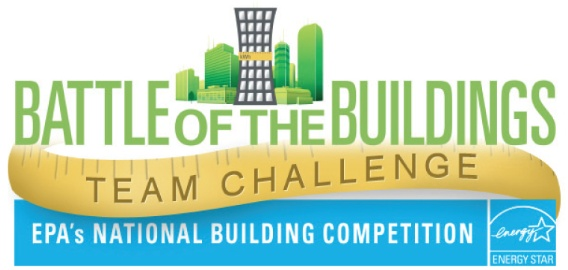 BATTLE OF THE BUILDINGS
TEAM CHALLENGE
EPA's NATIONAL BUILDING COMPETITION
energy
ENERGY STAR